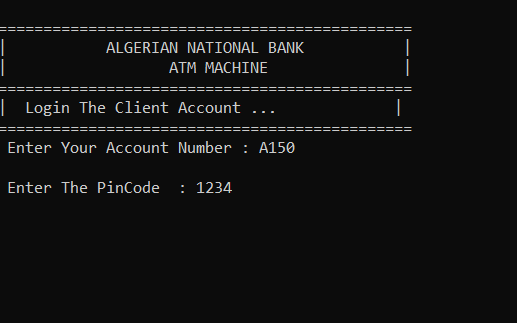 ==============================================
| ALGERIAN NATIONAL BANK |
| ATM MACHINE |
==============================================
| Login The Client Account ... |
==============================================
Enter Your Account Number : A150
Enter The PinCode : 1234